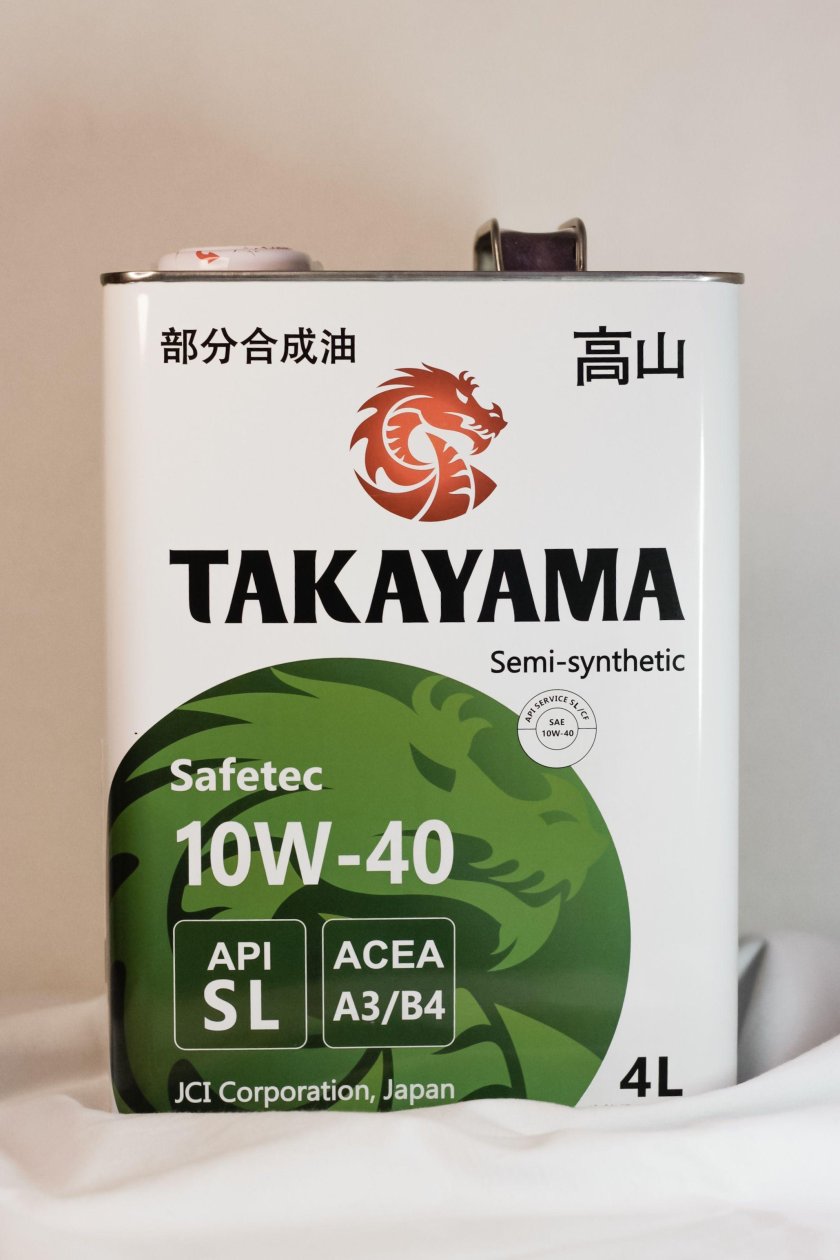 部分合成油
高山
TAKAYAMA
Semi-synthetic
API SERVICE SL/CF
SAE
10W-40
Safetec
10W-40
API
SL
ACEA
A3/B4
JCI Corporation, Japan
4L